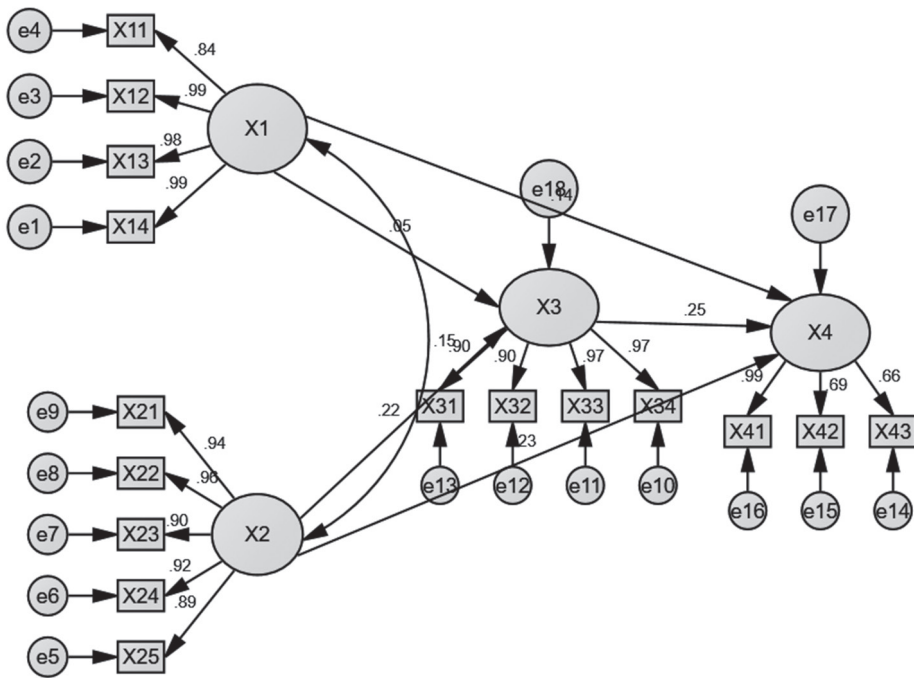 e4
X11
.84
e3
X12
.99
X1
e2
X13
.98
e1
X14
.99
.05
e18
.14
e17
X3
.25
X4
.15
.90
.90
.97
.97
.99
.69
.66
e9
X21
.94
.22
X31
X32
X33
X34
X41
X42
X43
e8
X22
.96
.23
e13
e12
e11
e10
e16
e15
e14
e7
X23
.90
X2
e6
X24
.92
.89
e5
X25